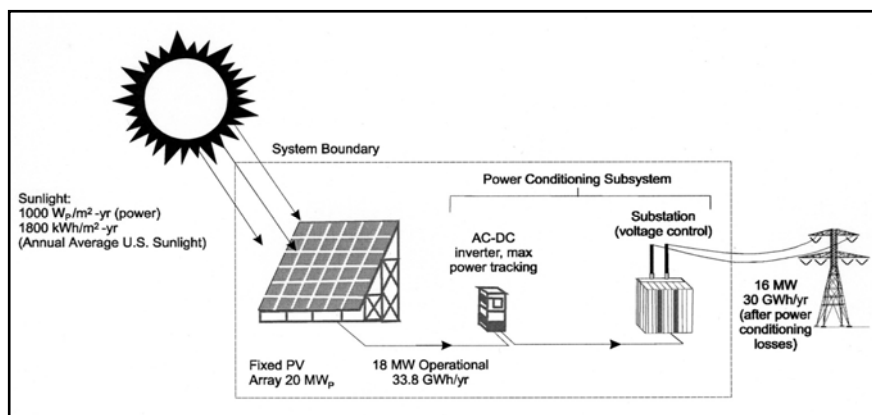 System Boundary
Sunlight:
1000 WP/m² -yr (power)
1800 kWh/m² -yr
(Annual Average U.S. Sunlight)
Power Conditioning Subsystem
AC-DC
inverter, max
power tracking
Substation
(voltage control)
Fixed PV
Array 20 MWP
18 MW Operational
33.8 GWh/yr
16 MW
30 GWh/yr
(after power
conditioning
losses)